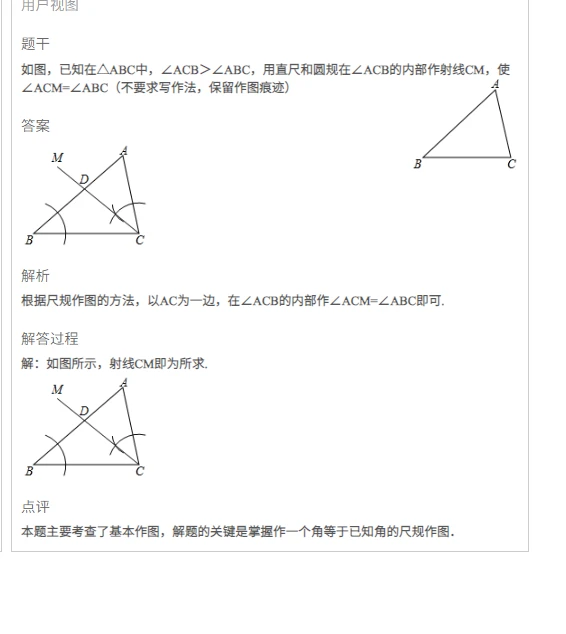 用户视图
题干
如图，已知在△ABC中，∠ACB＞∠ABC，用直尺和圆规在∠ACB的内部作射线CM，使
∠ACM=∠ABC（不要求写作法，保留作图痕迹）
A
B
C
答案
M
A
D
B
C
解析
根据尺规作图的方法，以AC为一边，在∠ACB的内部作∠ACM=∠ABC即可.
解答过程
解：如图所示，射线CM即为所求.
M
A
D
B
C
点评
本题主要考查了基本作图，解题的关键是掌握作一个角等于已知角的尺规作图．